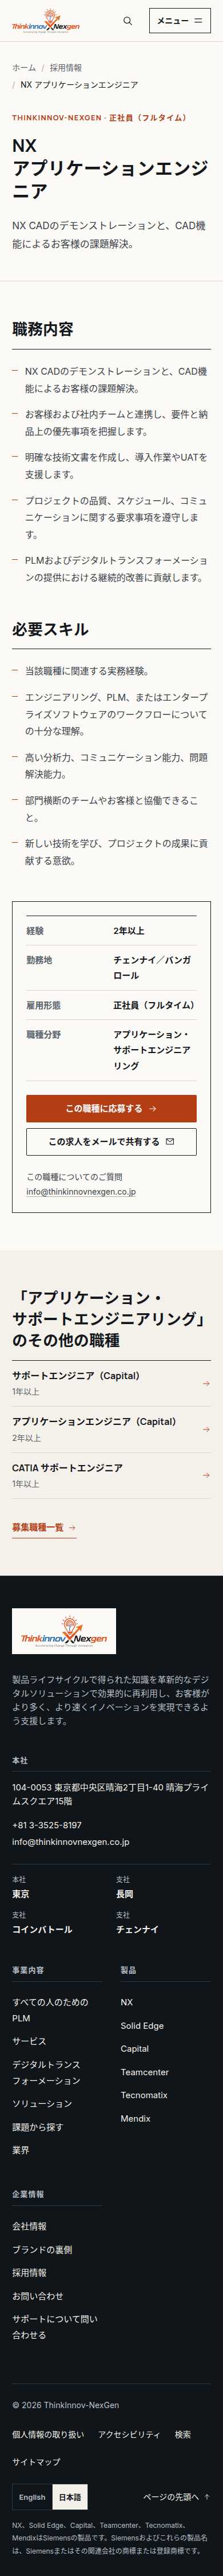 ThinkinnovXnexgen
メニュー
ホーム / 採用情報
/ NX アプリケーションエンジニア
THINKINNOV-NEXGEN · 正社員（フルタイム）
NX
アプリケーションエンジ
ニア
NX CADのデモンストレーションと、CAD機
能によるお客様の課題解決。
職務内容
NX CADのデモンストレーションと、CAD機
能によるお客様の課題解決。
お客様および社内チームと連携し、要件と納
品上の優先事項を把握します。
明確な技術文書を作成し、導入作業やUATを
支援します。
プロジェクトの品質、スケジュール、コミュ
ニケーションに関する要求事項を遵守しま
す。
PLMおよびデジタルトランスフォーメーショ
ンの提供における継続的改善に貢献します。
必要スキル
当該職種に関連する実務経験。
エンジニアリング、PLM、またはエンタープ
ライズソフトウェアのワークフローについて
の十分な理解。
高い分析力、コミュニケーション能力、問題
解決能力。
部門横断のチームやお客様と協働できるこ
と。
新しい技術を学び、プロジェクトの成果に貢
献する意欲。
経験 2年以上
勤務地 チェンナイ／バンガ
ロール
雇用形態 正社員（フルタイム）
職種分野 アプリケーション・
サポートエンジニア
リング
この職種に応募する →
この求人をメールで共有する
この職種についてのご質問
info@thinkinnovnexgen.co.jp
「アプリケーション・
サポートエンジニアリング」
のその他の職種
サポートエンジニア（Capital） →
1年以上
アプリケーションエンジニア（Capital） →
2年以上
CATIA サポートエンジニア →
1年以上
募集職種一覧 →
ThinkinnovXnexgen
製品ライフサイクルで得られた知識を革新的なデジ
タルソリューションで効果的に再利用し、お客様が
より多く、より速くイノベーションを実現できるよ
う支援します。
本社
104-0053 東京都中央区晴海2丁目1-40 晴海プライ
ムスクエア15階
+81 3-3525-8197
info@thinkinnovnexgen.co.jp
本社 支社
東京 長岡
支社 支社
コインバトール チェンナイ
事業内容
すべての人のための
PLM
サービス
デジタルトランス
フォーメーション
ソリューション
課題から探す
業界
製品
NX
Solid Edge
Capital
Teamcenter
Tecnomatix
Mendix
企業情報
会社情報
ブランドの裏側
採用情報
お問い合わせ
サポートについて問い
合わせる
© 2026 ThinkInnov-NexGen
個人情報の取り扱い アクセシビリティ 検索
サイトマップ
English 日本語 ページの先頭へ ↑
NX、Solid Edge、Capital、Teamcenter、Tecnomatix、
MendixはSiemensの製品です。Siemensおよびこれらの製品名
は、Siemensまたはその関連会社の商標または登録商標です。